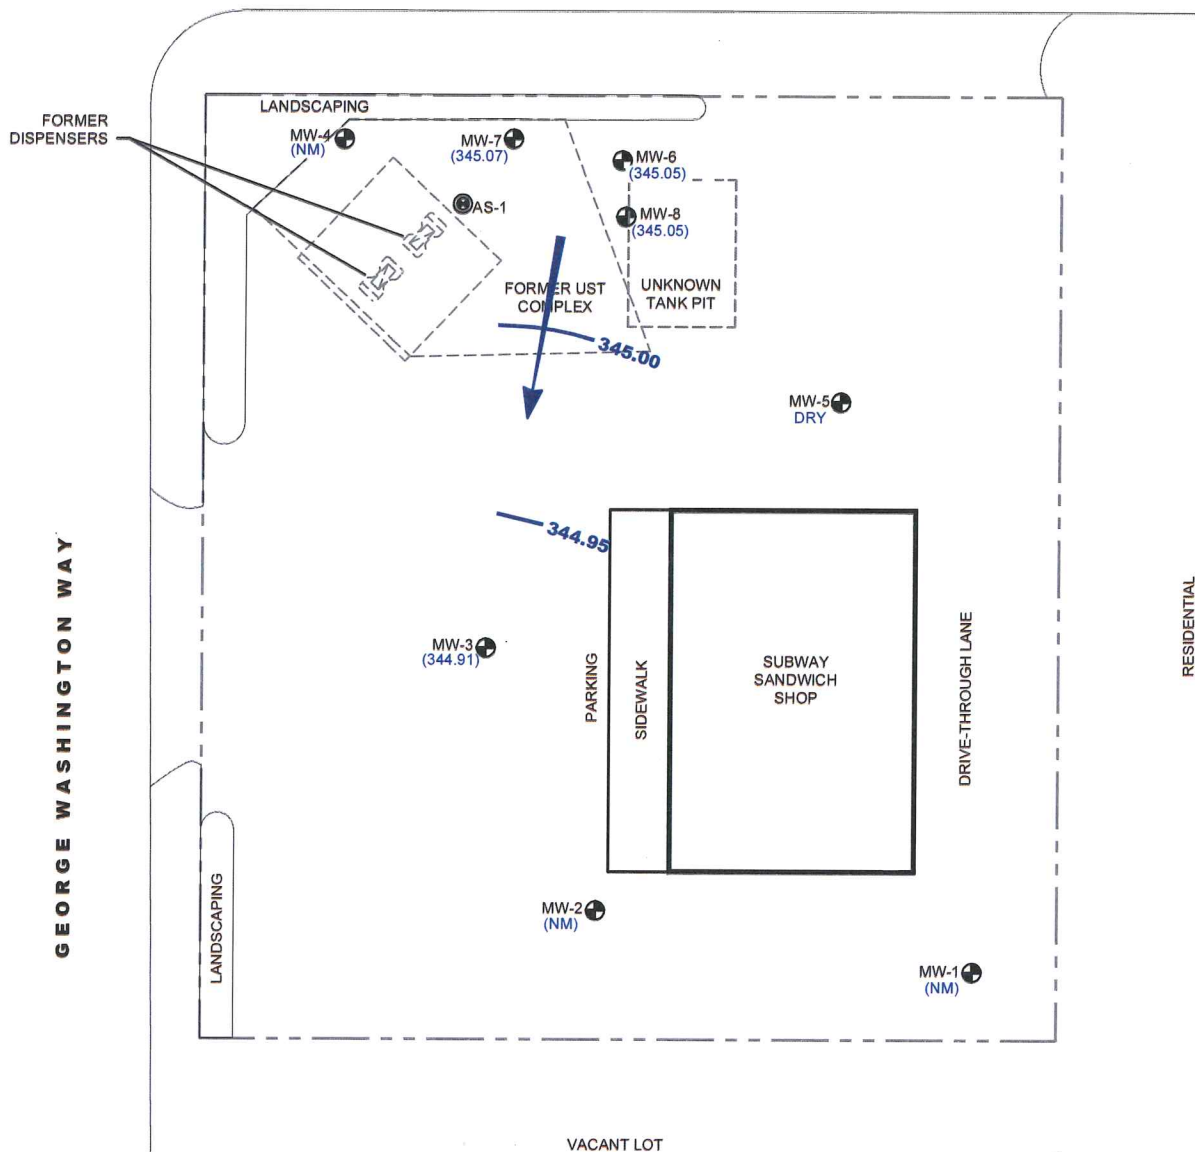 LANDSCAPING
FORMER
DISPENSERS
MW-4
(NM)
MW-7
(345.07)
MW-6
(345.05)
AS-1
MW-8
(345.05)
FORMER UST
COMPLEX
UNKNOWN
TANK PIT
345.00
MW-5
DRY
344.95
GEORGE WASHINGTON WAY
MW-3
(344.91)
PARKING
SIDEWALK
SUBWAY
SANDWICH
SHOP
DRIVE-THROUGH LANE
RESIDENTIAL
LANDSCAPING
MW-2
(NM)
MW-1
(NM)
VACANT LOT